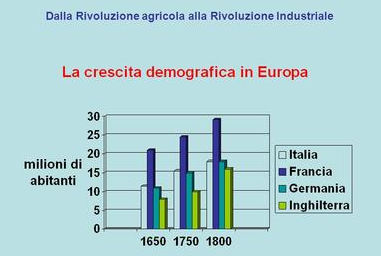 Dalla Rivoluzione agricola alla Rivoluzione Industriale
La crescita demografica in Europa
milioni di
abitanti
30
25
20
15
10
5
0
1650 1750 1800
Italia
Francia
Germania
Inghilterra